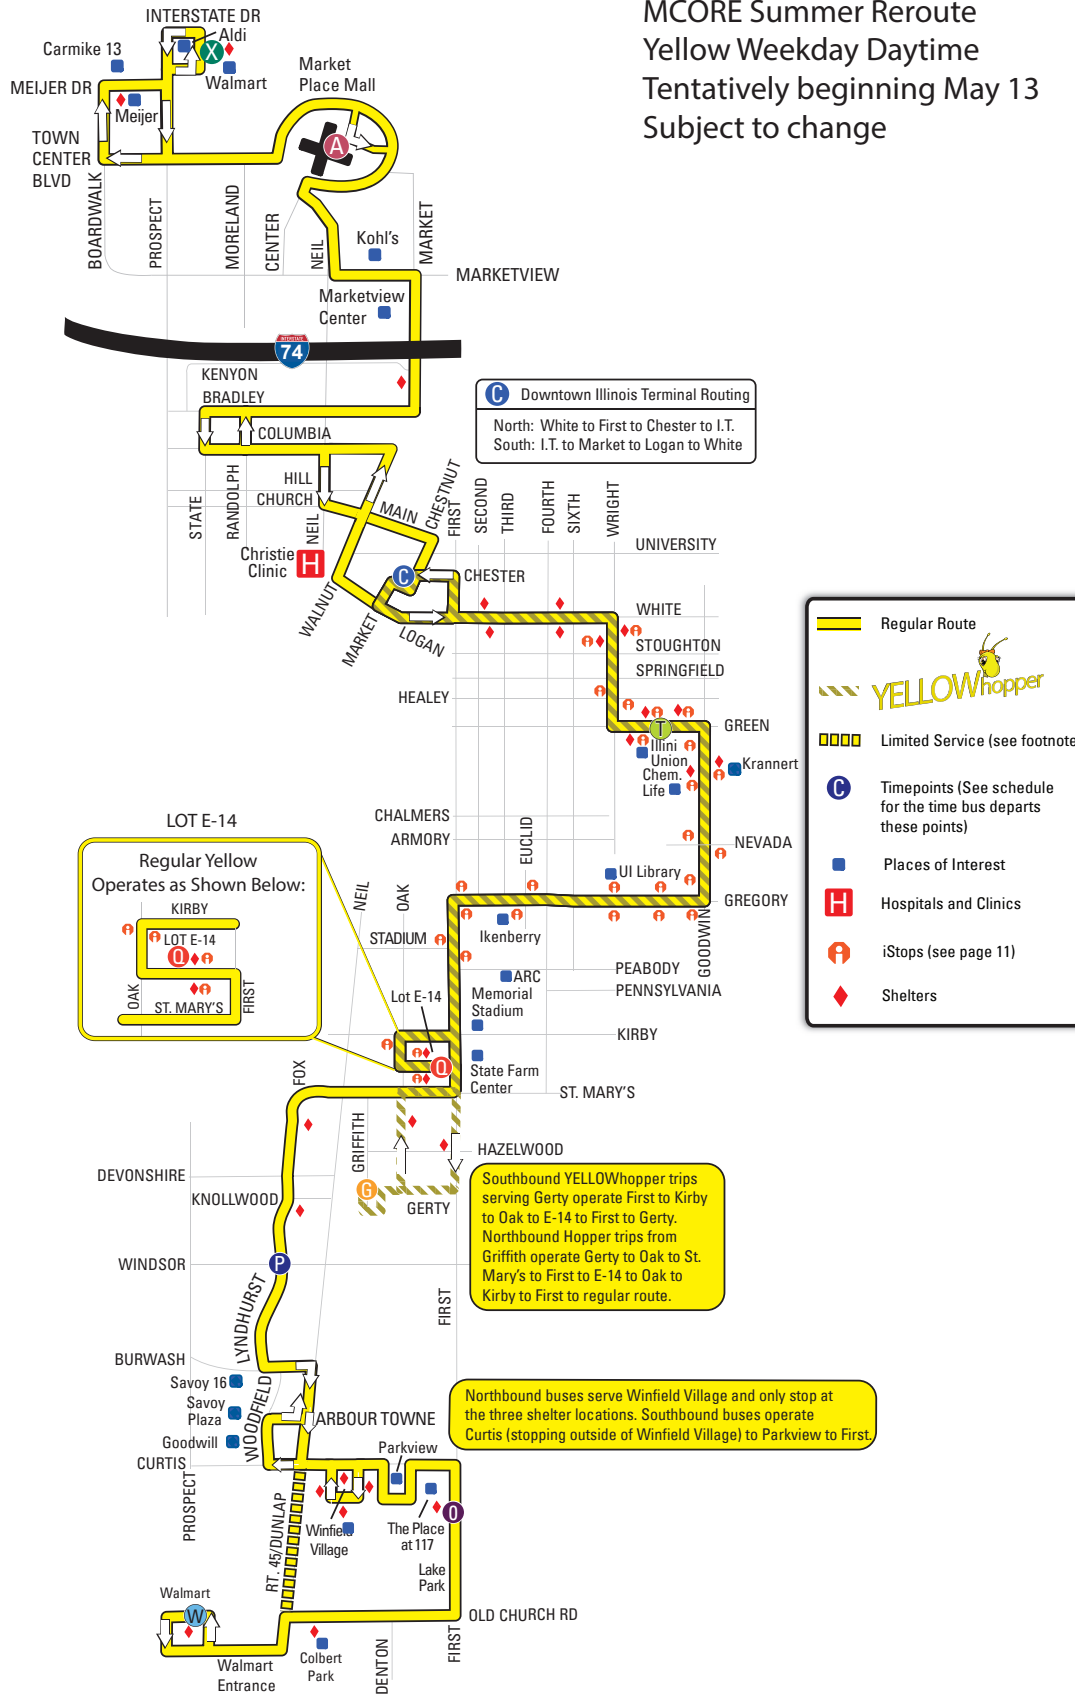 MCORE Summer Reroute
Yellow Weekday Daytime
Tentatively beginning May 13
Subject to change
INTERSTATE DR
Aldi
X
Carmike 13
Walmart
MEIJER DR
Meijer
Market
Place Mall
A
TOWN
CENTER
BLVD
BOARDWALK
PROSPECT
MORELAND
CENTER
NEIL
MARKET
Kohl's
MARKETVIEW
Marketview
Center
INTERSTATE
74
KENYON
BRADLEY
COLUMBIA
HILL
CHURCH
MAIN
CHESTNUT
STATE
RANDOLPH
NEIL
Christie
Clinic
H
WALNUT
MARKET
LOGAN
C
C Downtown Illinois Terminal Routing
North: White to First to Chester to I.T.
South: I.T. to Market to Logan to White
FIRST
SECOND
THIRD
FOURTH
SIXTH
WRIGHT
UNIVERSITY
CHESTER
WHITE
STOUGHTON
SPRINGFIELD
HEALEY
GREEN
T
Illini
Union
Chem.
Life
Krannert
CHALMERS
ARMORY
EUCLID
NEVADA
UI Library
GREGORY
GOODWIN
Regular Route
YELLOWhopper
Limited Service (see footnote
C
Timepoints (See schedule
for the time bus departs
these points)
Places of Interest
H
Hospitals and Clinics
iStops (see page 11)
Shelters
LOT E-14
Regular Yellow
Operates as Shown Below:
KIRBY
LOT E-14
Q
OAK
ST. MARY'S
FIRST
NEIL
OAK
STADIUM
Ikenberry
ARC
PEABODY
PENNSYLVANIA
Memorial
Stadium
Lot E-14
KIRBY
Q
State Farm
Center
ST. MARY'S
FOX
GRIFFITH
HAZELWOOD
DEVONSHIRE
KNOLLWOOD
G
GERTY
Southbound YELLOWhopper trips
serving Gerty operate First to Kirby
to Oak to E-14 to First to Gerty.
Northbound Hopper trips from
Griffith operate Gerty to Oak to St.
Mary's to First to E-14 to Oak to
Kirby to First to regular route.
WINDSOR
P
LYNDHURST
FIRST
BURWASH
Savoy 16
Savoy
Plaza
Goodwill
WOODFIELD
ARBOUR TOWNE
Northbound buses serve Winfield Village and only stop at
the three shelter locations. Southbound buses operate
Curtis (stopping outside of Winfield Village) to Parkview to First.
CURTIS
Parkview
PROSPECT
RT. 45/DUNLAP
Winfield
Village
The Place
at 117
O
Lake
Park
Walmart
W
OLD CHURCH RD
Walmart
Entrance
Colbert
Park
DENTON
FIRST